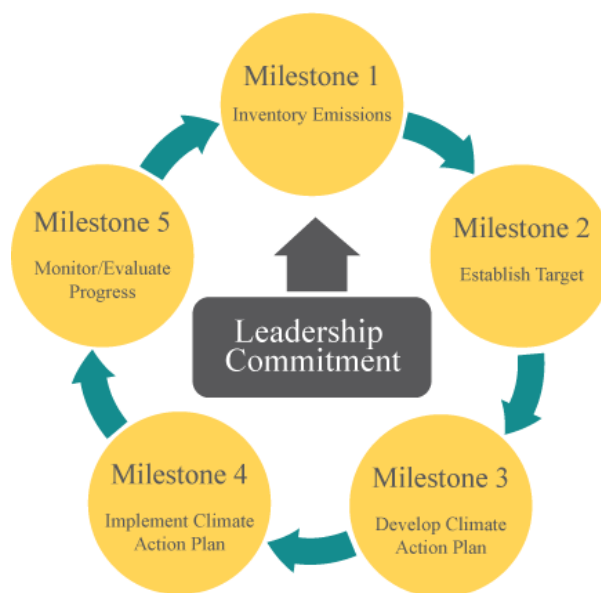 Milestone 1
Inventory Emissions
Milestone 2
Establish Target
Milestone 3
Develop Climate
Action Plan
Milestone 4
Implement Climate
Action Plan
Milestone 5
Monitor/Evaluate
Progress
Leadership
Commitment